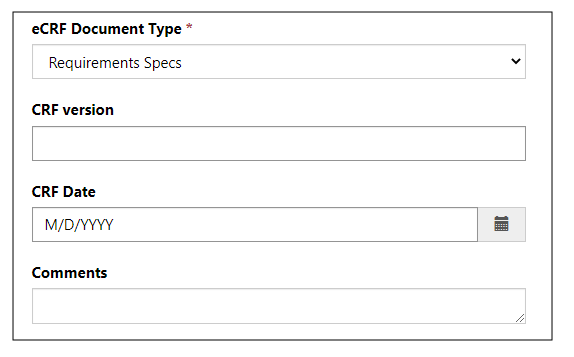 eCRF Document Type *
Requirements Specs
CRF version
CRF Date
M/D/YYYY
Comments